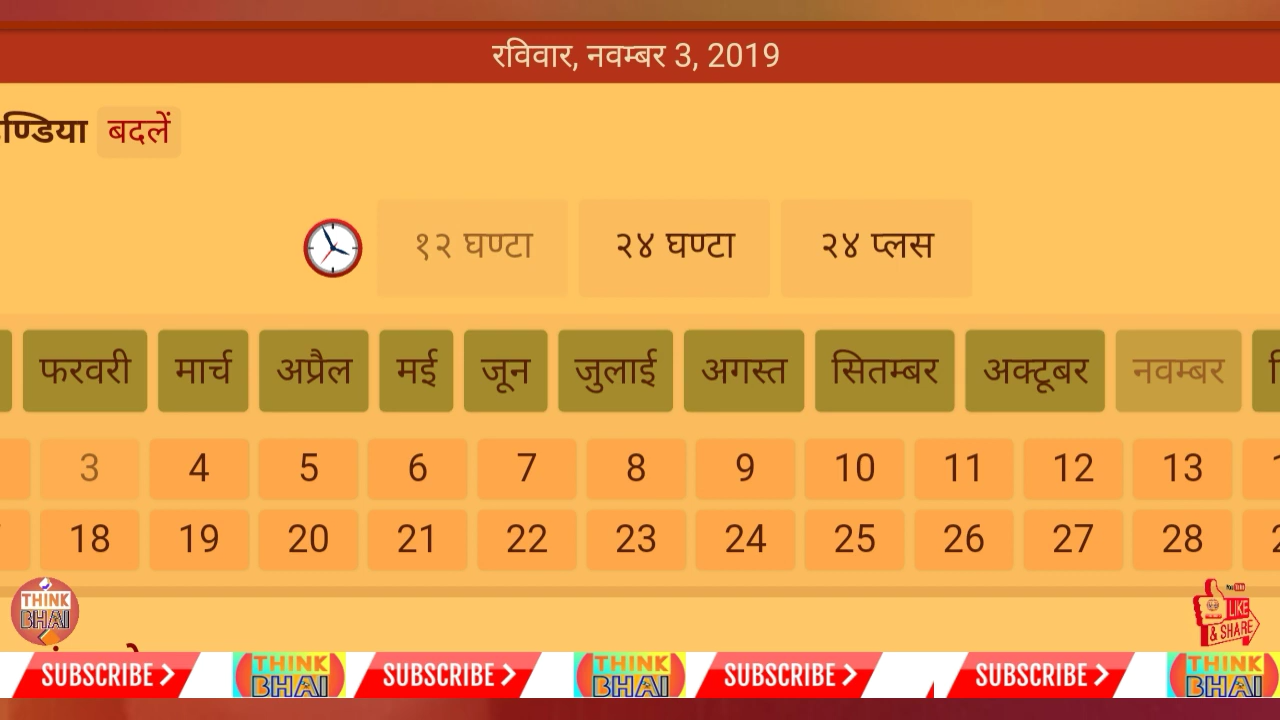 रविवार, नवम्बर 3, 2019
ण्डिया बदलें
१२ घण्टा २४ घण्टा २४ प्लस
फरवरी मार्च अप्रैल मई जून जुलाई अगस्त सितम्बर अक्टूबर नवम्बर
3 4 5 6 7 8 9 10 11 12 13
18 19 20 21 22 23 24 25 26 27 28
THINK BHAI
YouTube LIKE & SHARE
SUBSCRIBE THINK BHAI SUBSCRIBE THINK BHAI SUBSCRIBE SUBSCRIBE THINK BHAI